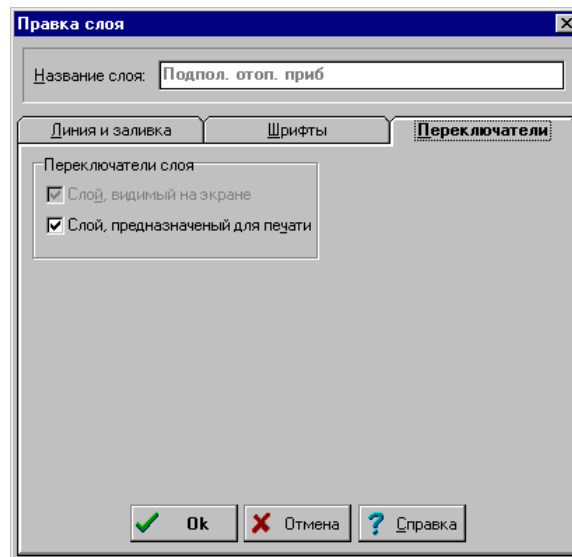 Правка слоя
Название слоя: Подпол. отоп. приб
Линия и заливка Шрифты Переключатели
Переключатели слоя
Слой, видимый на экране
Слой, предназначеный для печати
Ok Отмена Справка